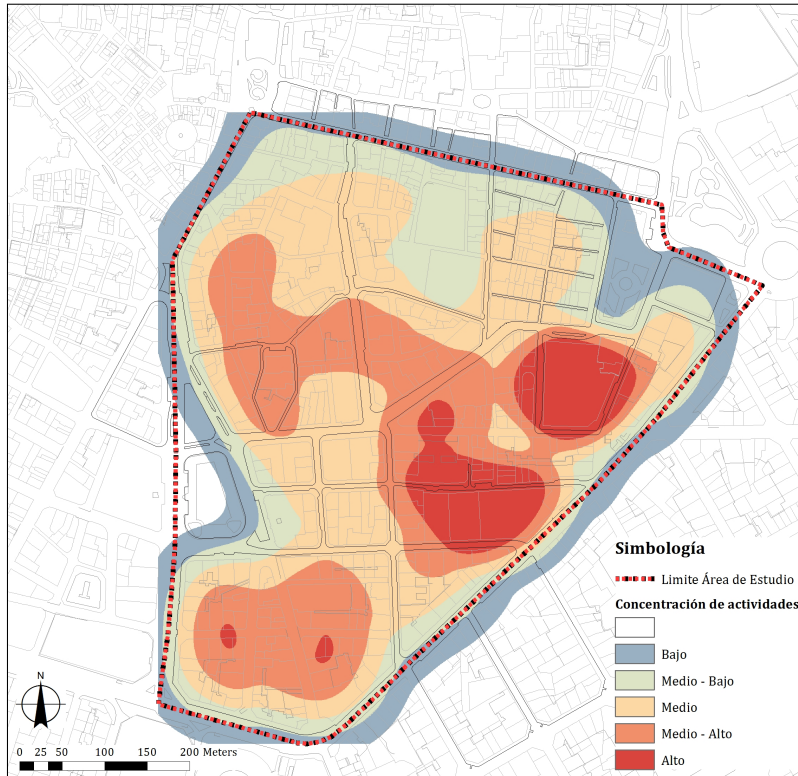 Simbología
Limite Área de Estudio
Concentración de actividades
Bajo
Medio - Bajo
Medio
Medio - Alto
Alto
N
0 25 50 100 150 200 Meters